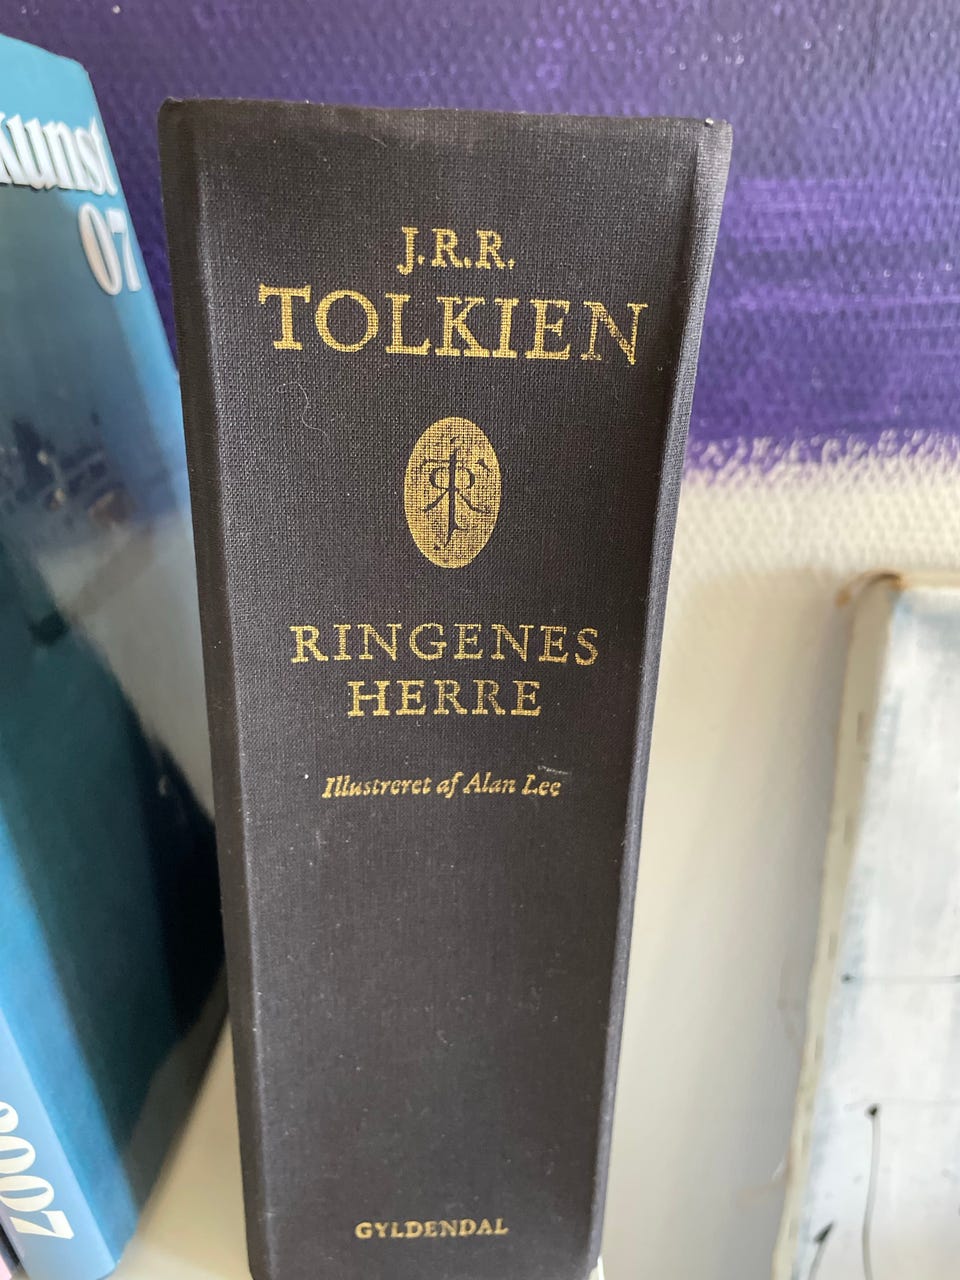 kunst
07
2007
J.R.R.
TOLKIEN
RINGENES
HERRE
Illustreret af Alan Lee
GYLDENDAL